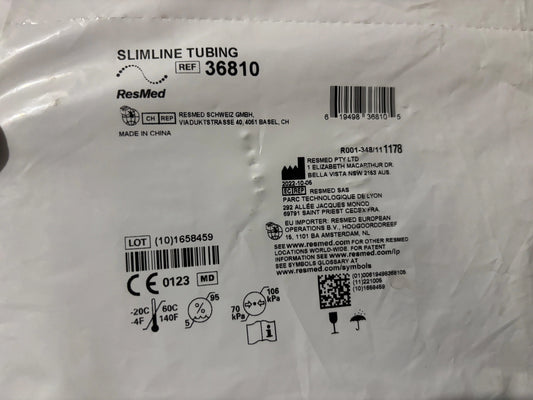 SLIMLINE TUBING
REF 36810
ResMed
CH REP RESMED SCHWEIZ GMBH,
VIADUKTSTRASSE 40, 4051 BASEL, CH
MADE IN CHINA
6 19498 36810 5
R001-348/11 1178
RESMED PTY LTD
1 ELIZABETH MACARTHUR DR.
BELLA VISTA NSW 2153 AUS
2022-10-06
EC REP RESMED SAS
PARC TECHNOLOGIQUE DE LYON
292 ALLÉE JACQUES MONOD
69791 SAINT PRIEST CEDEX FRA
EU IMPORTER: RESMED EUROPEAN
OPERATIONS B.V., HOOGOORDDREEF
15, 1101 BA AMSTERDAM, NL
SEE www.resmed.com FOR OTHER RESMED
LOCATIONS WORLD-WIDE. FOR PATENT
INFORMATION SEE www.resmed.com/ip
SEE SYMBOLS GLOSSARY AT
www.resmed.com/symbols
LOT (10)1658459
CE 0123 MD
-20C
-4F
60C
140F
% 95
5
106
kPa
70
kPa
(01)00619498368105
(11)221006
(10)1658459